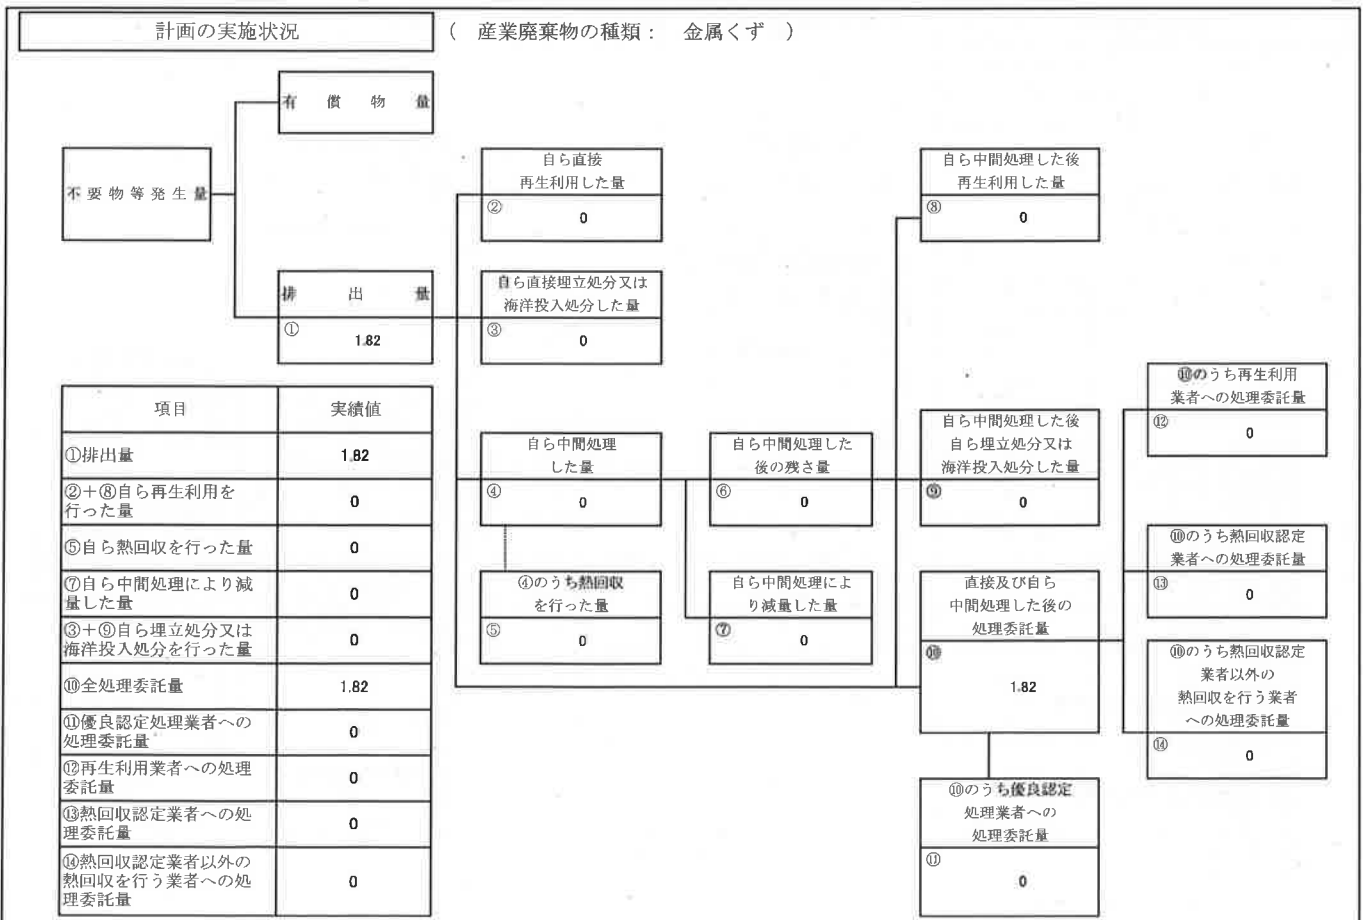 計画の実施状況
( 産業廃棄物の種類： 金属くず )
有償物量
不要物等発生量
排出量
①
1.82
自ら直接
再生利用した量
②
0
自ら直接埋立処分又は
海洋投入処分した量
③
0
自ら中間処理した後
再生利用した量
⑧
0
項目 実績値
①排出量 1.82
②＋⑧自ら再生利用を
行った量
0
⑤自ら熱回収を行った量 0
⑦自ら中間処理により減
量した量
0
③＋⑨自ら埋立処分又は
海洋投入処分を行った量
0
⑩全処理委託量 1.82
⑪優良認定処理業者への
処理委託量
0
⑫再生利用業者への処理
委託量
0
⑬熱回収認定業者への処
理委託量
0
⑭熱回収認定業者以外の
熱回収を行う業者への処
理委託量
0
自ら中間処理
した量
④
0
④のうち熱回収
を行った量
⑤
0
自ら中間処理した
後の残さ量
⑥
0
自ら中間処理によ
り減量した量
⑦
0
自ら中間処理した後
自ら埋立処分又は
海洋投入処分した量
⑨
0
直接及び自ら
中間処理した後の
処理委託量
⑩
1.82
⑩のうち優良認定
処理業者への
処理委託量
⑪
0
⑩のうち再生利用
業者への処理委託量
⑫
0
⑩のうち熱回収認定
業者への処理委託量
⑬
0
⑩のうち熱回収認定
業者以外の
熱回収を行う業者
への処理委託量
⑭
0